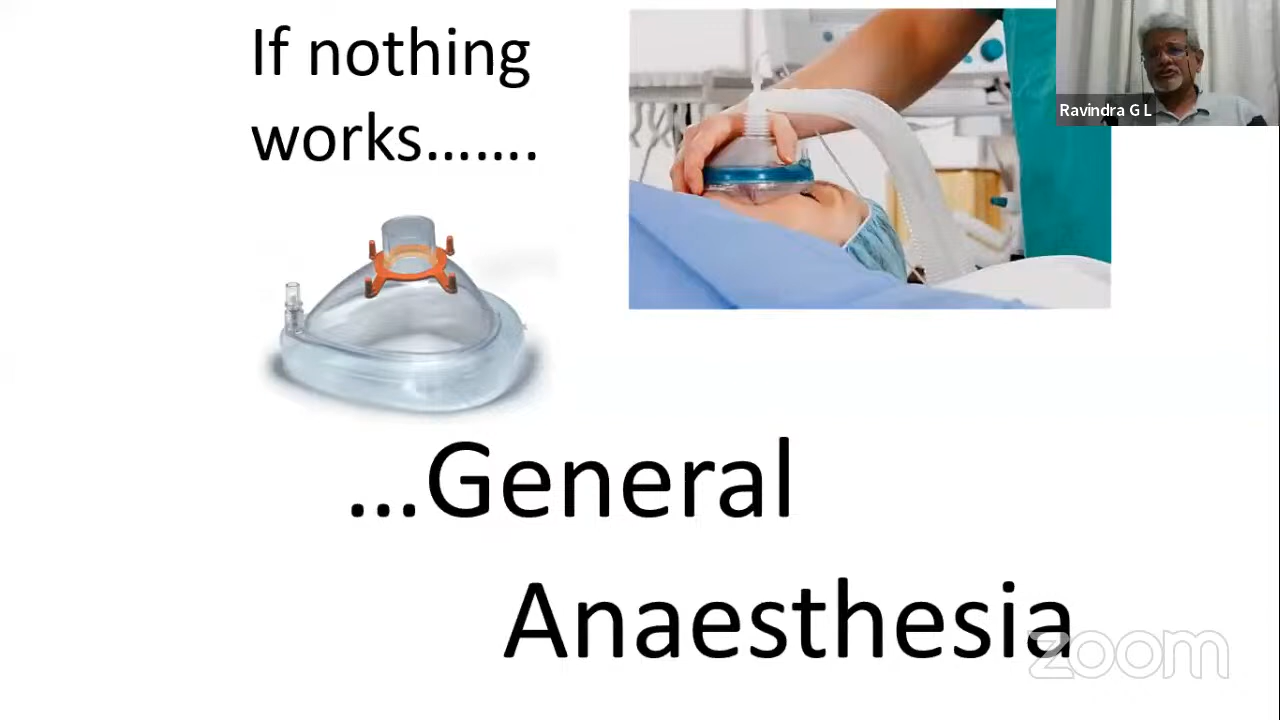 If nothing
works.......
Ravindra G L
...General
Anaesthesia
zoom